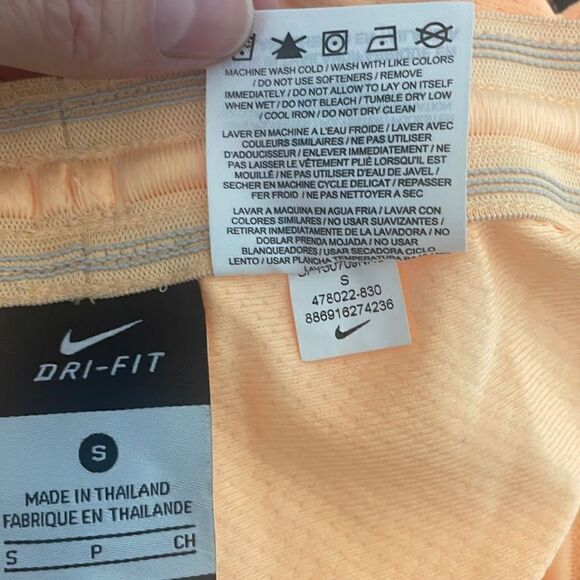 MACHINE WASH COLD / WASH WITH LIKE COLORS
/ DO NOT USE SOFTENERS / REMOVE
IMMEDIATELY / DO NOT ALLOW TO LAY ON ITSELF
WHEN WET / DO NOT BLEACH / TUMBLE DRY LOW
/ COOL IRON / DO NOT DRY CLEAN
LAVER EN MACHINE A L'EAU FROIDE / LAVER AVEC
COULEURS SIMILAIRES / NE PAS UTILISER
D'ADOUCISSEUR / ENLEVER IMMEDIATEMENT / NE
PAS LAISSER LE VÊTEMENT PLIÉ LORSQU'IL EST
MOUILLÉ / NE PAS UTILISER D'EAU DE JAVEL /
SECHER EN MACHINE CYCLE DELICAT / REPASSER
FER FROID / NE PAS NETTOYER A SEC
LAVAR A MAQUINA EN AGUA FRIA / LAVAR CON
COLORES SIMILARES / NO USAR SUAVIZANTES /
RETIRAR INMEDIATAMENTE DE LA LAVADORA / NO
DOBLAR PRENDA MOJADA / NO USAR
BLANQUEADORES / USAR SECADORA CICLO
LENTO / USAR PLANCHA TEMPERATURA
S
478022-830
886916274236
DRI-FIT
S
MADE IN THAILAND
FABRIQUE EN THAILANDE
S P CH